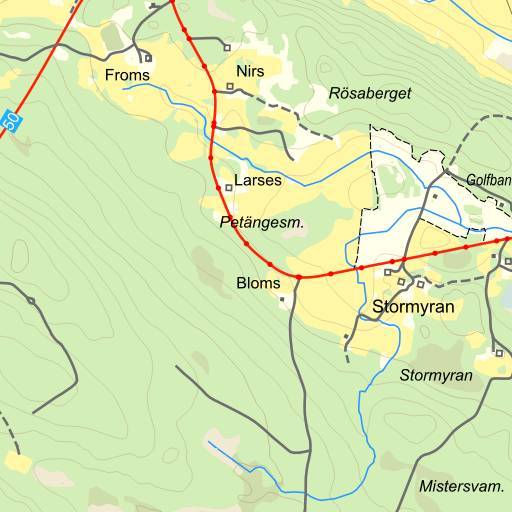 Froms
Nirs
Rösaberget
50
Larses
Golfban
Petängesm.
Bloms
Stormyran
Stormyran
Mistersvam.